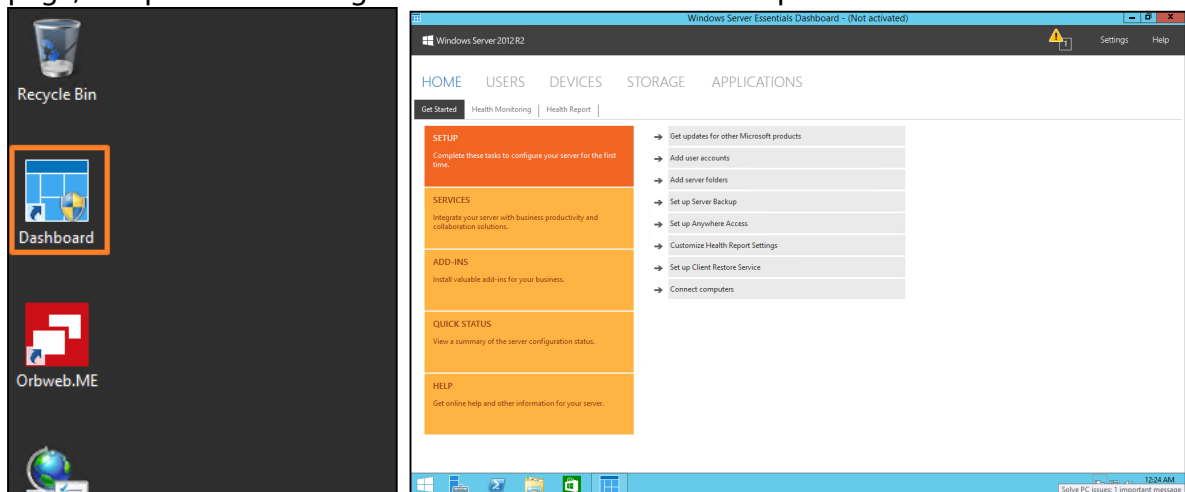 Recycle Bin
Dashboard
Orbweb.ME
Windows Server Essentials Dashboard - (Not activated)
Windows Server 2012 R2
1
Settings
Help
HOME USERS DEVICES STORAGE APPLICATIONS
Get Started Health Monitoring Health Report
SETUP
Complete these tasks to configure your server for the first
time.
SERVICES
Integrate your server with business productivity and
collaboration solutions.
ADD-INS
Install valuable add-ins for your business.
QUICK STATUS
View a summary of the server configuration status.
HELP
Get online help and other information for your server.
Get updates for other Microsoft products
Add user accounts
Add server folders
Set up Server Backup
Set up Anywhere Access
Customize Health Report Settings
Set up Client Restore Service
Connect computers
12:24 AM
Solve PC issues: 1 important message